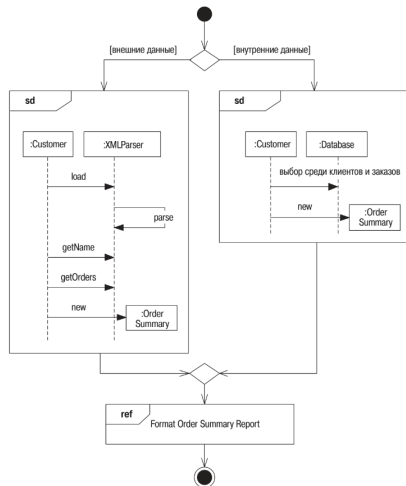 [внешние данные]
[внутренние данные]
sd
:Customer
:XMLParser
load
parse
getName
getOrders
new
:Order
Summary
sd
:Customer
:Database
выбор среди клиентов и заказов
new
:Order
Summary
ref
Format Order Summary Report